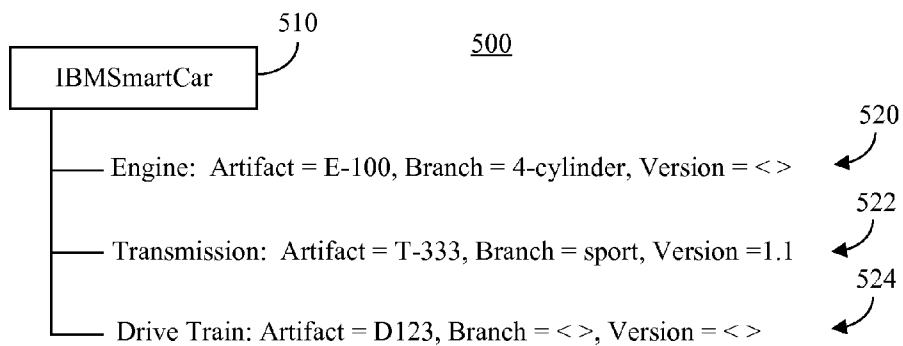 510
500
IBMSmartCar
520
Engine: Artifact = E-100, Branch = 4-cylinder, Version = < >
522
Transmission: Artifact = T-333, Branch = sport, Version =1.1
524
Drive Train: Artifact = D123, Branch = < >, Version = < >